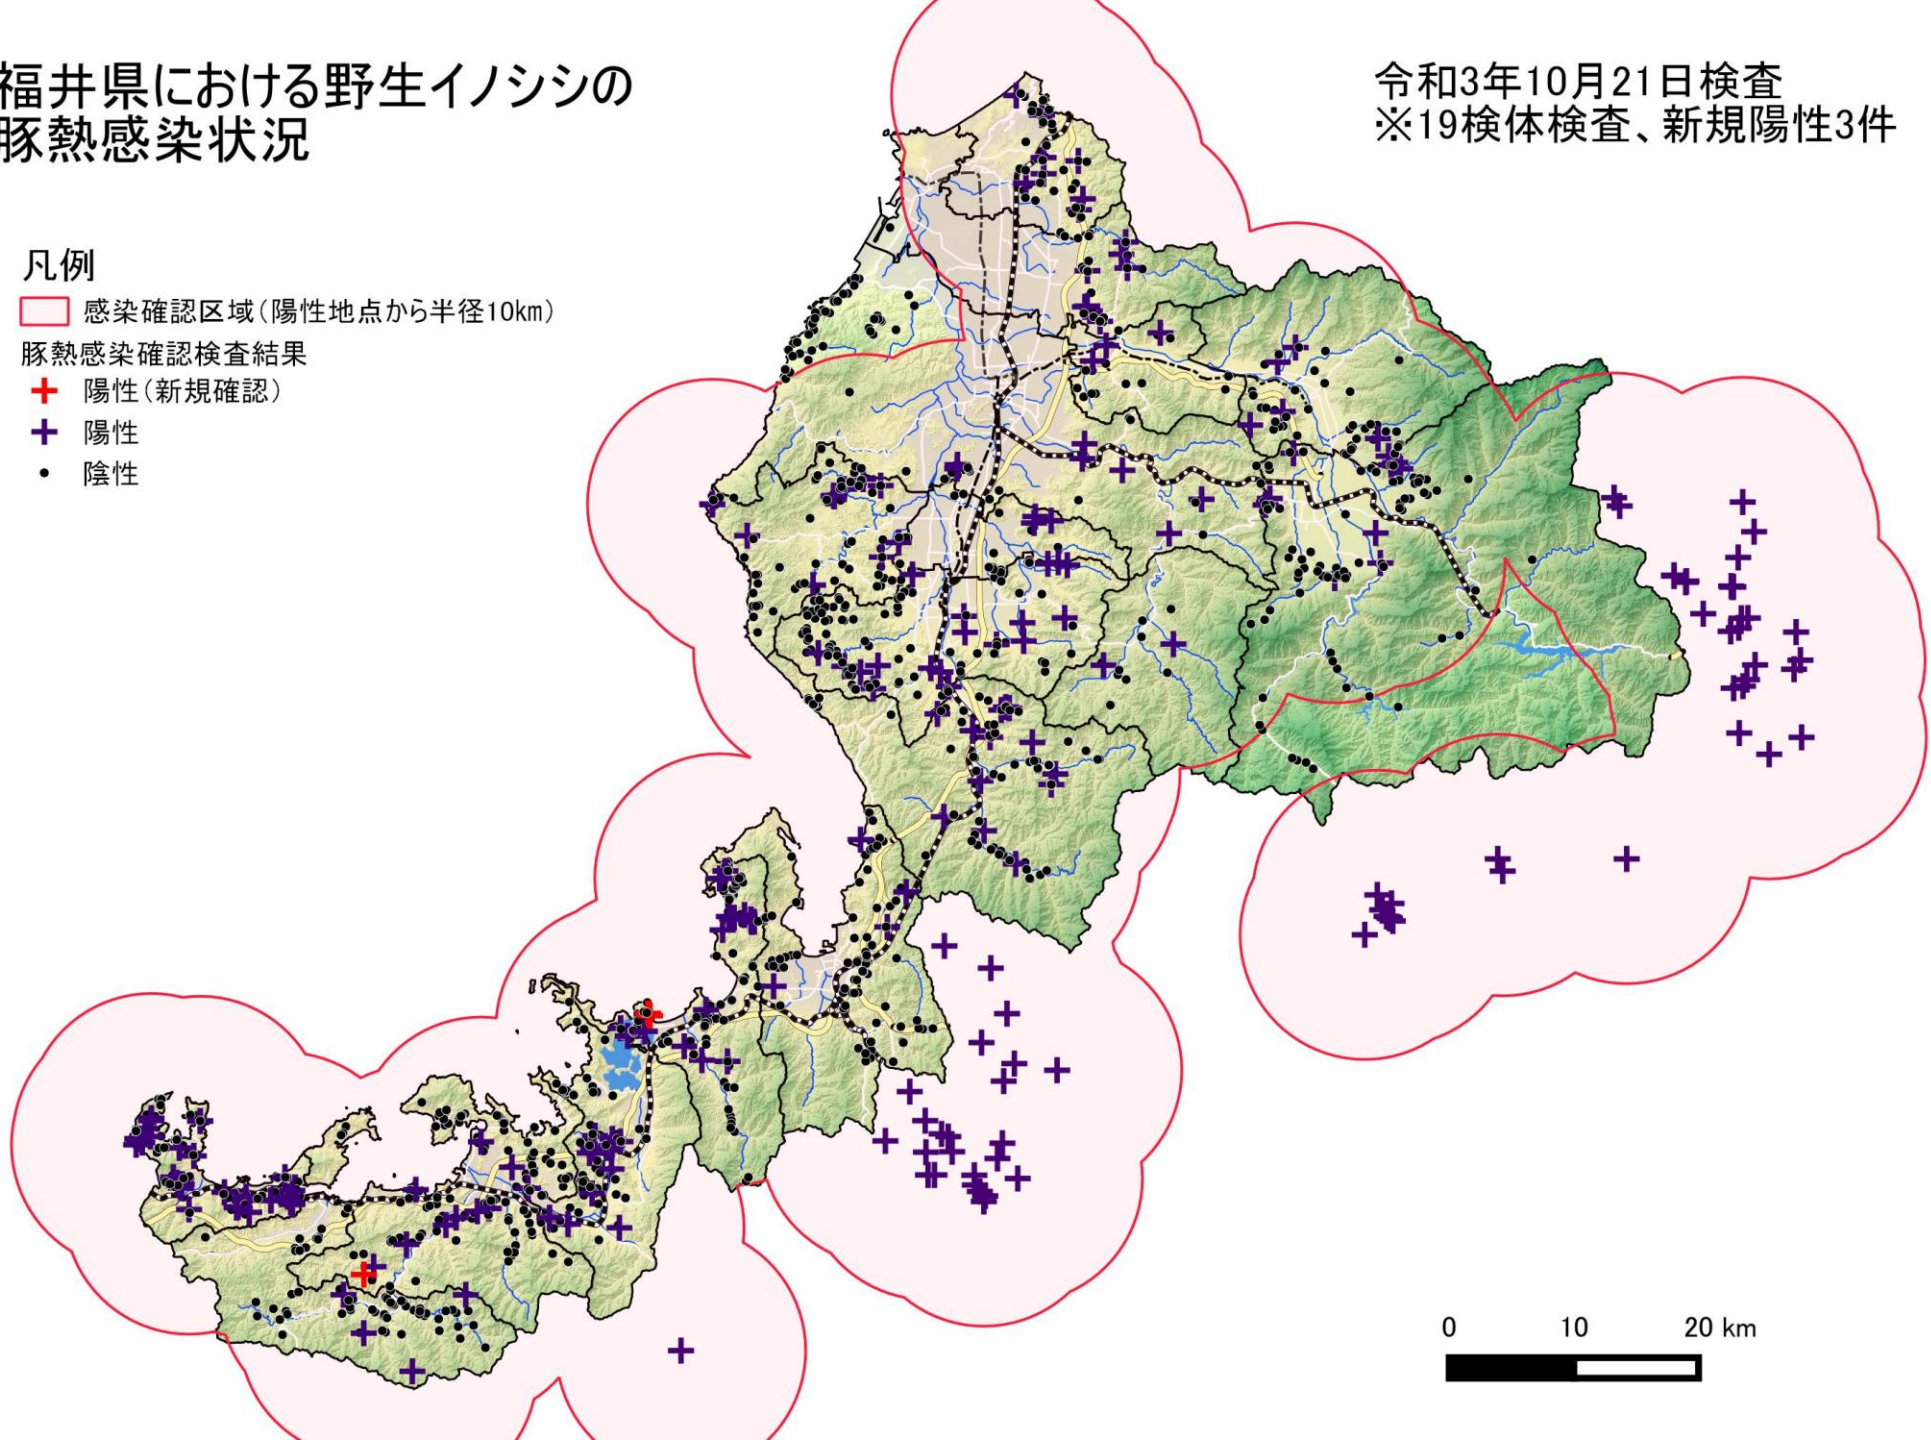 福井県における野生イノシシの
豚熱感染状況
令和3年10月21日検査
※19検体検査、新規陽性3件
凡例
感染確認区域(陽性地点から半径10km)
豚熱感染確認検査結果
陽性(新規確認)
陽性
陰性
0 10 20 km